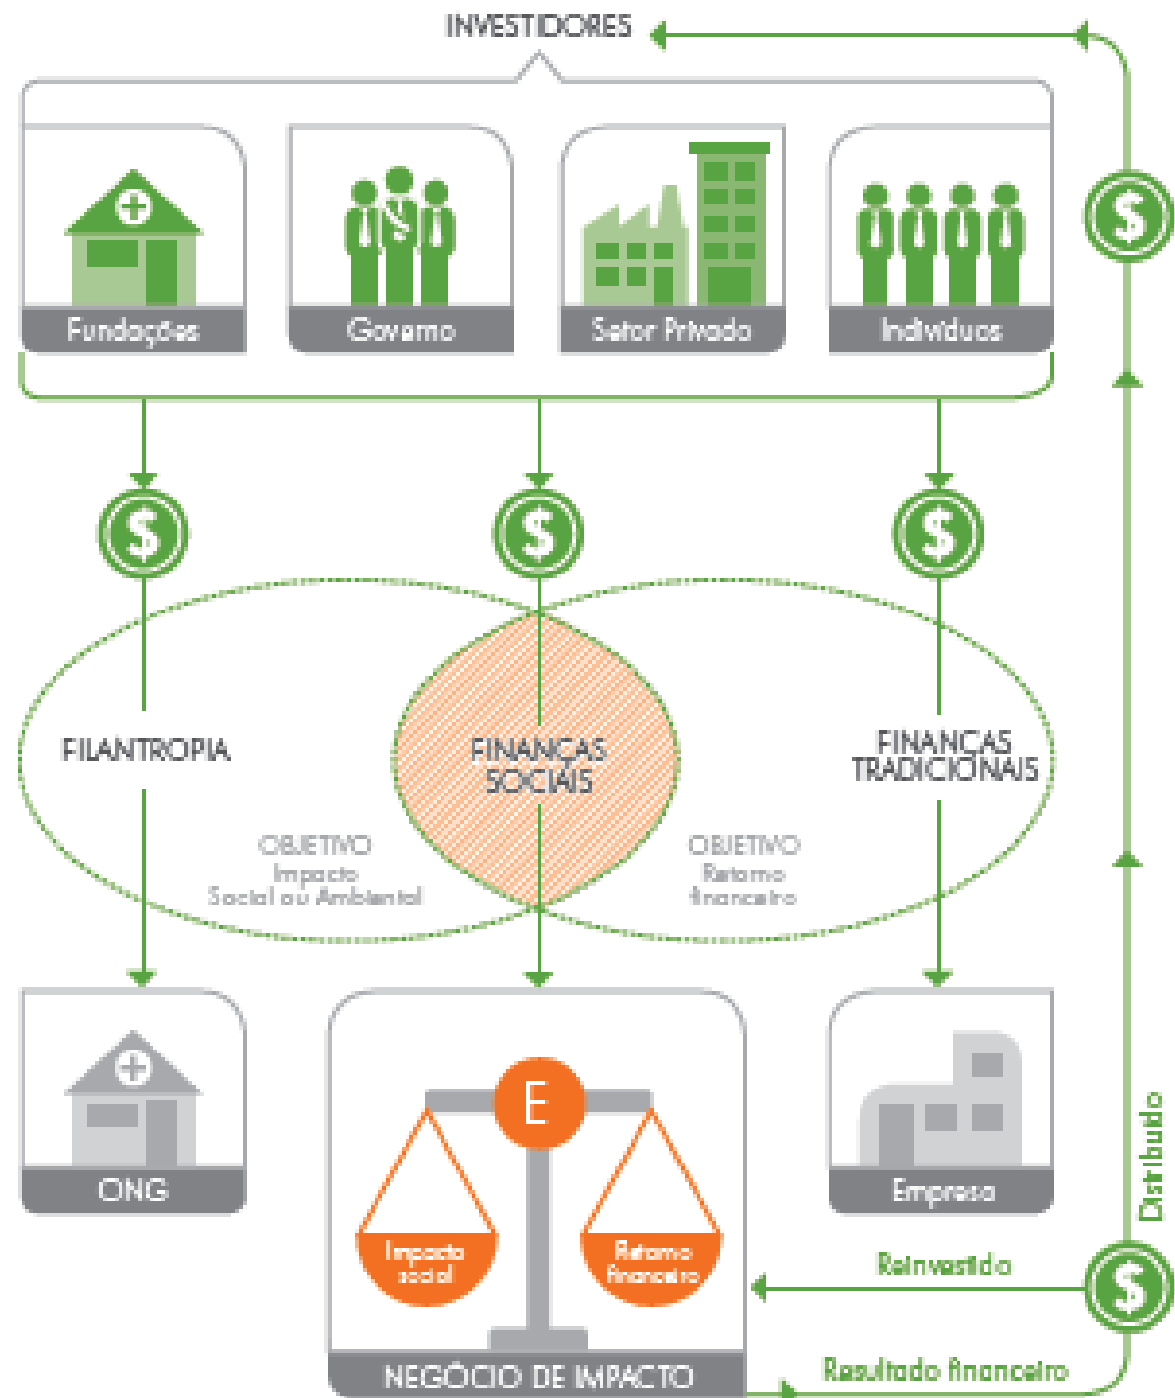 INVESTIDORES
$
Fundações
Governo
Setor Privado
Indivíduos
$
$
$
FILANTROPIA
FINANÇAS
SOCIAIS
FINANÇAS
TRADICIONAIS
OBJETIVO
Impacto
Social ou Ambiental
OBJETIVO
Retorno
financeiro
ONG
E
Impacto
social
Retorno
financeiro
NEGÓCIO DE IMPACTO
Empresa
Distribuído
Reinvestido
$
Resultado financeiro